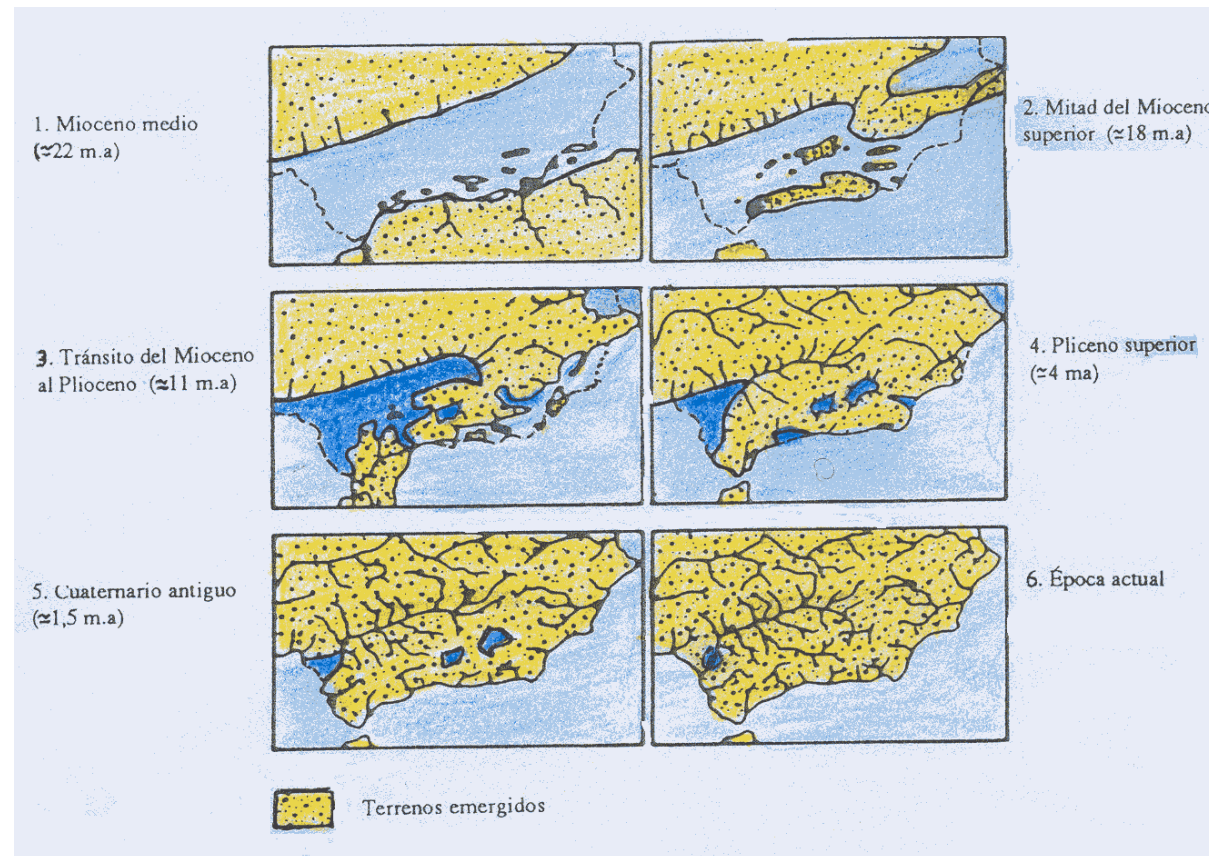 1. Mioceno medio
(≈22 m.a)
2. Mitad del Mioceno
superior (≈18 m.a)
3. Tránsito del Mioceno
al Plioceno (≈11 m.a)
4. Pliceno superior
(≈4 ma)
5. Cuaternario antiguo
(≈1,5 m.a)
6. Época actual
Terrenos emergidos